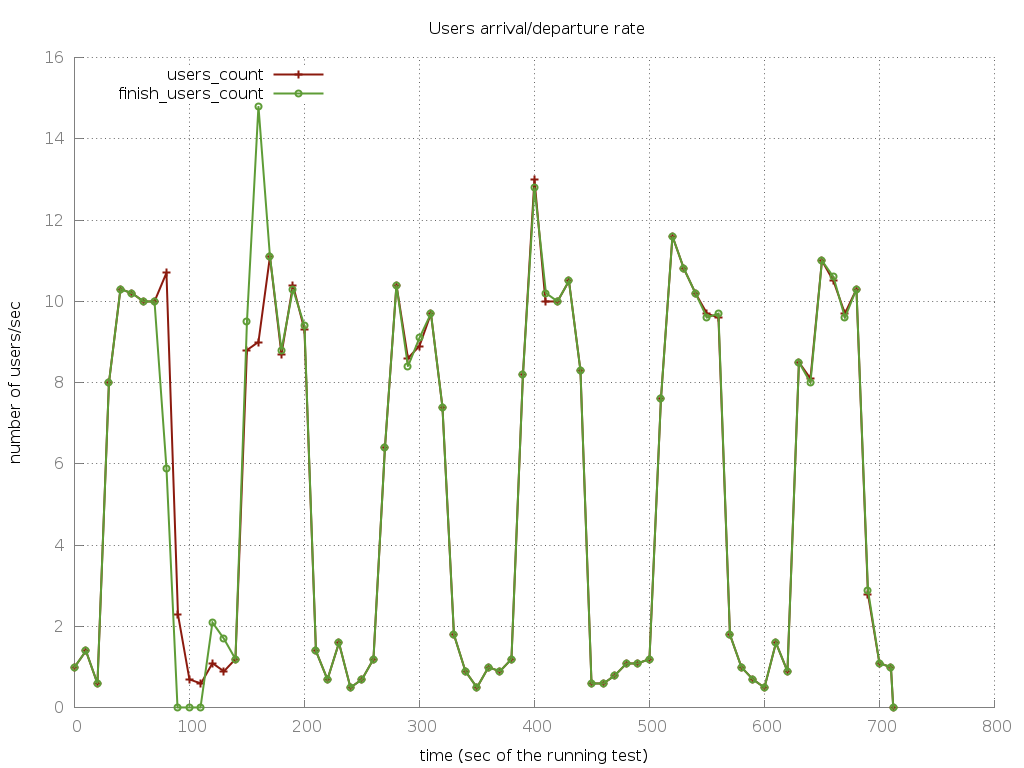 Users arrival/departure rate
16
users_count
finish_users_count
14
12
10
8
6
4
2
0
number of users/sec
0 100 200 300 400 500 600 700 800
time (sec of the running test)